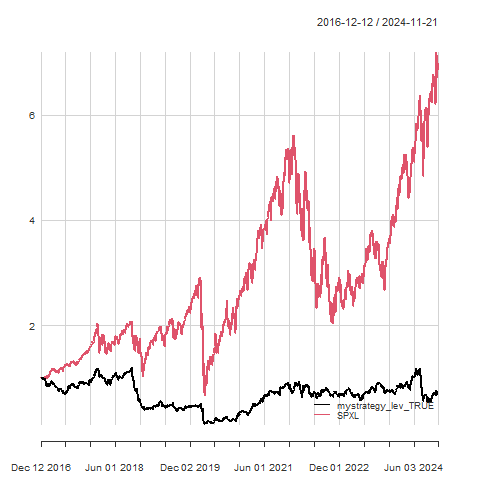 2016-12-12 / 2024-11-21
6
4
2
mystrategy_lev_TRUE
SPXL
Dec 12 2016 Jun 01 2018 Dec 02 2019 Jun 01 2021 Dec 01 2022 Jun 03 2024